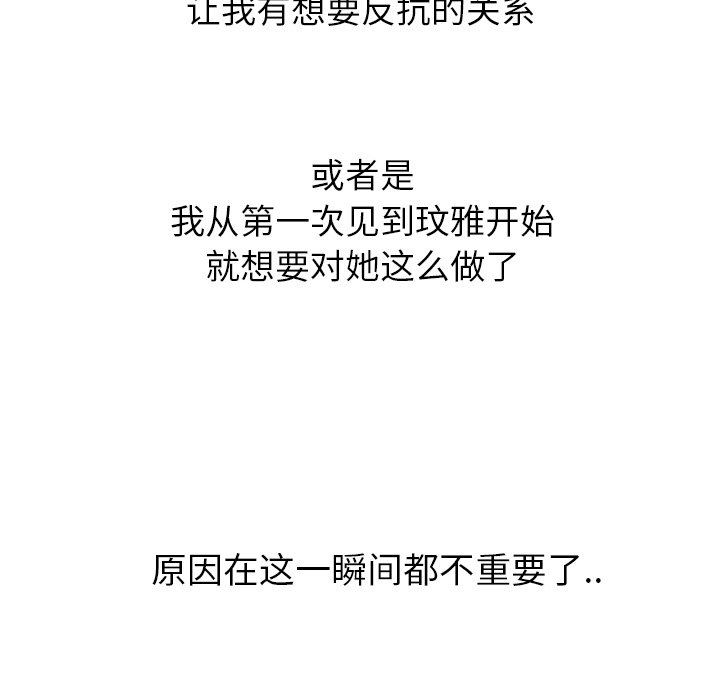 让我有想要反抗的关系
或者是
我从第一次见到玟雅开始
就想要对她这么做了
原因在这一瞬间都不重要了..